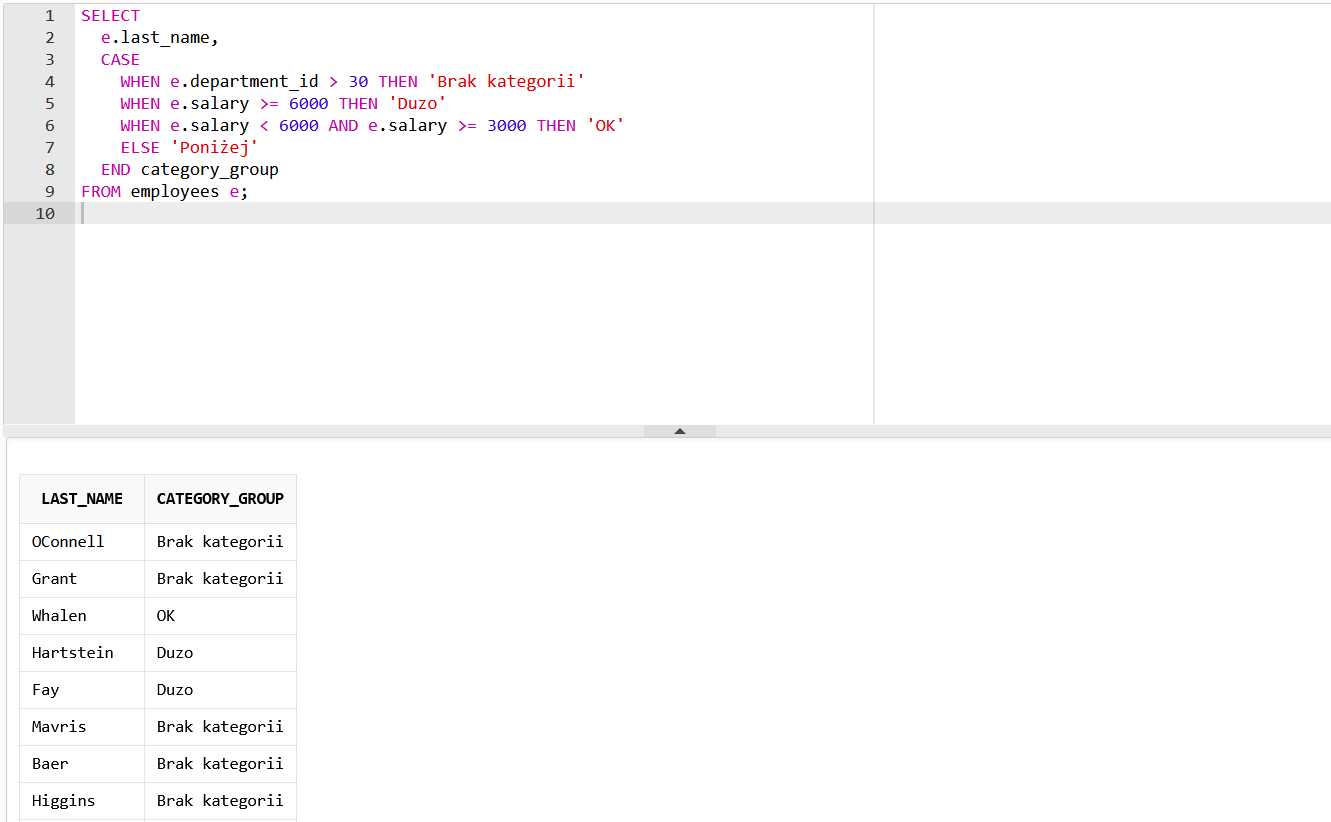 1 SELECT
2 e.last_name,
3 CASE
4 WHEN e.department_id > 30 THEN 'Brak kategorii'
5 WHEN e.salary >= 6000 THEN 'Duzo'
6 WHEN e.salary < 6000 AND e.salary >= 3000 THEN 'OK'
7 ELSE 'Poniżej'
8 END category_group
9 FROM employees e;
10
LAST_NAME CATEGORY_GROUP
OConnell Brak kategorii
Grant Brak kategorii
Whalen OK
Hartstein Duzo
Fay Duzo
Mavris Brak kategorii
Baer Brak kategorii
Higgins Brak kategorii